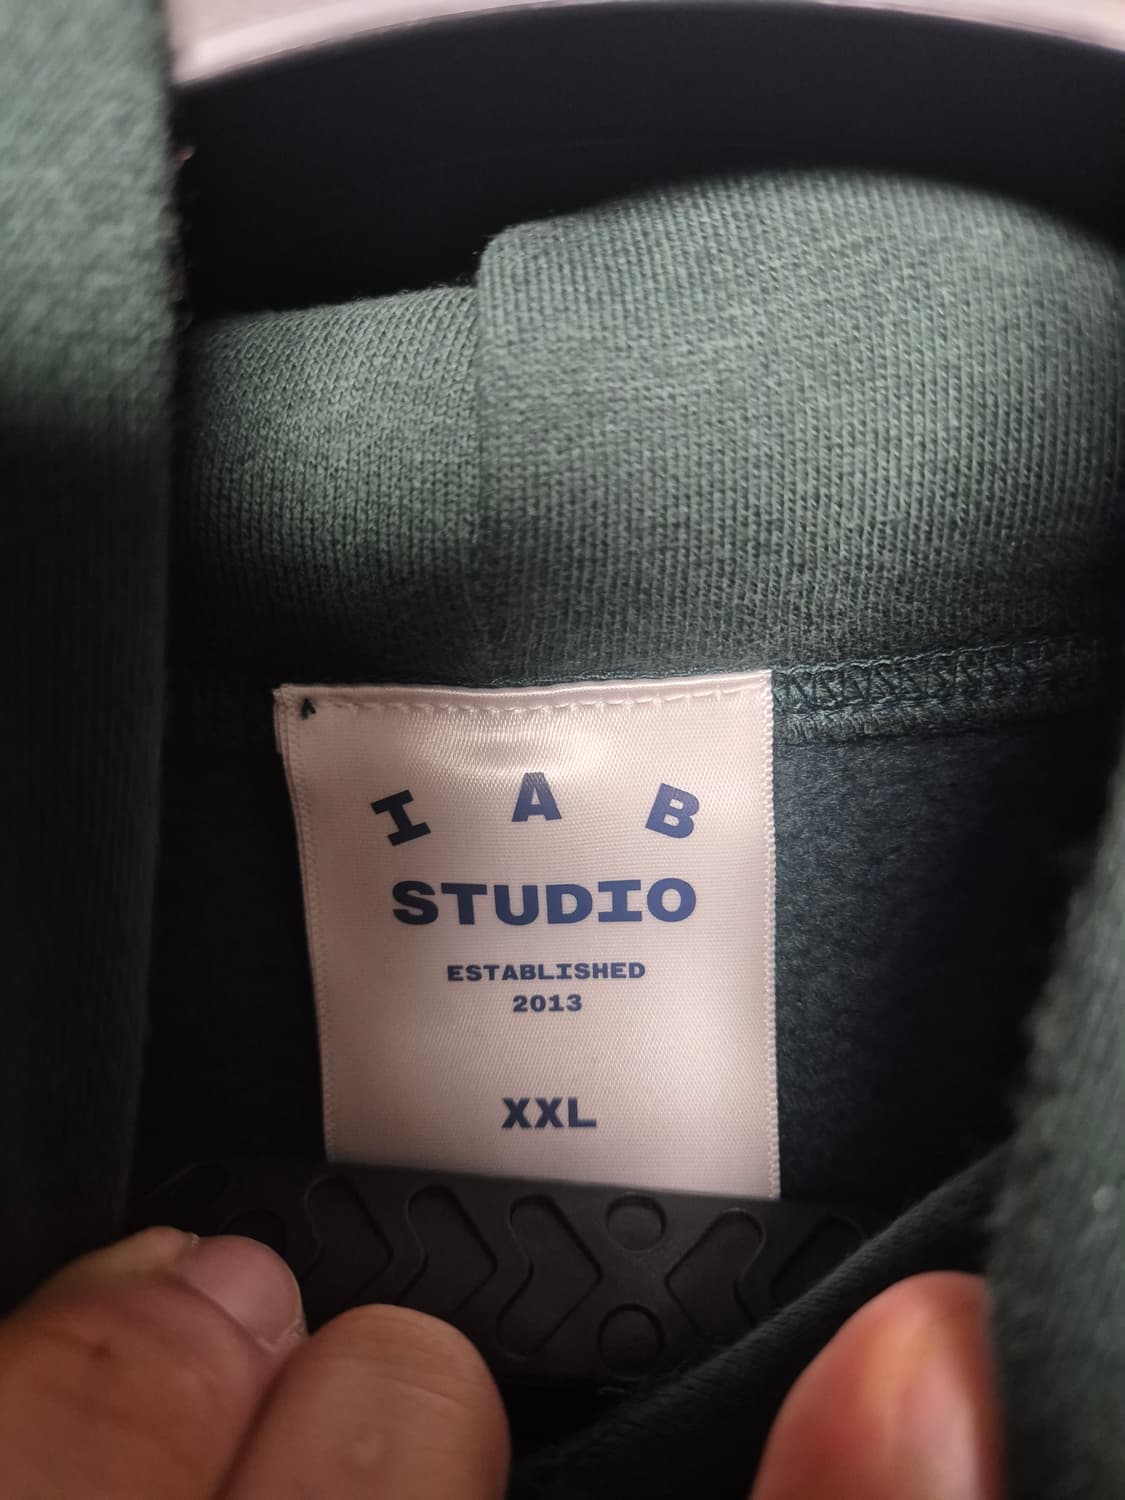 I A B
STUDIO
ESTABLISHED
2013
XXL